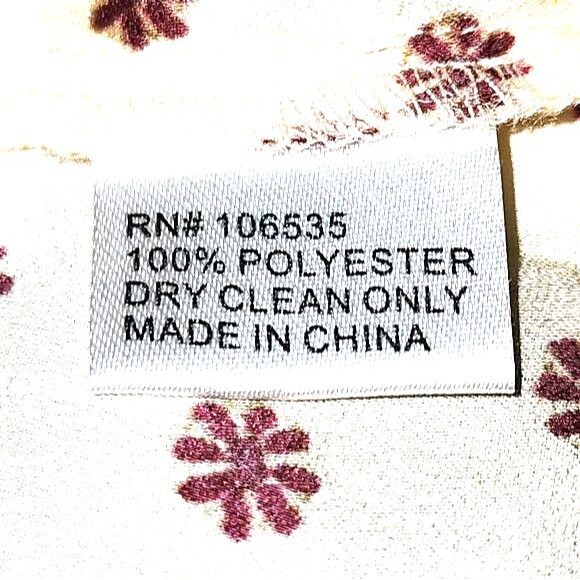 RN# 106535
100% POLYESTER
DRY CLEAN ONLY
MADE IN CHINA